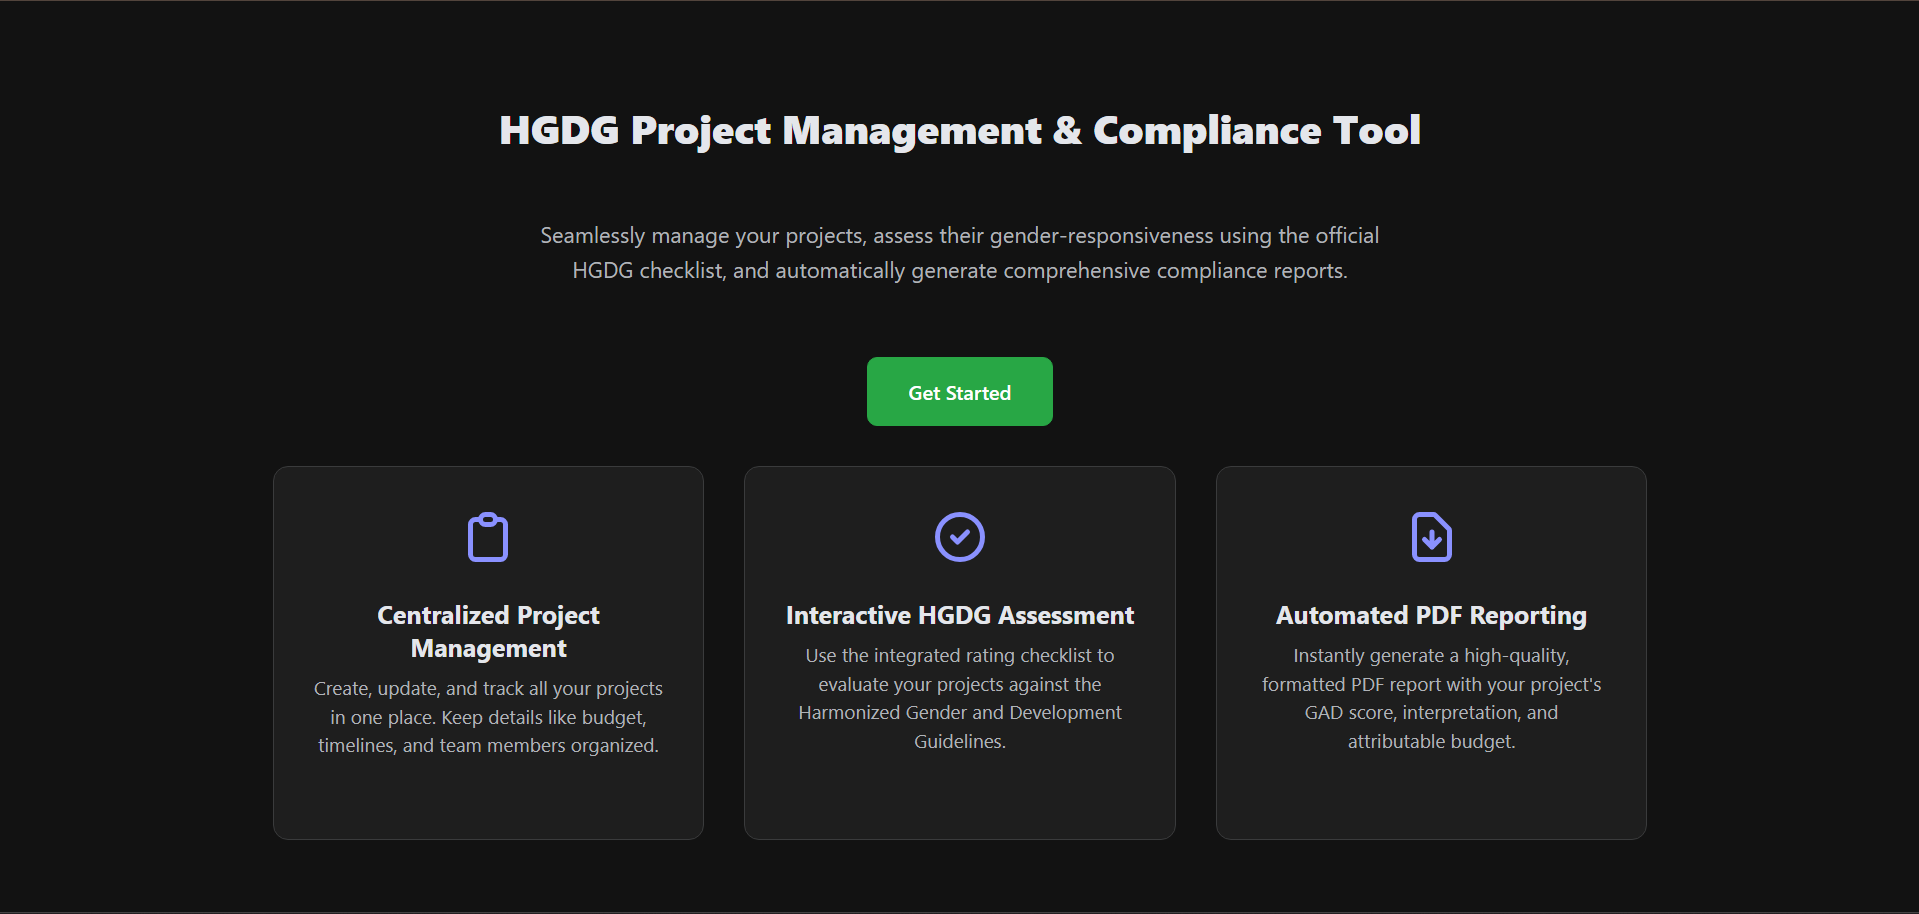 HGDG Project Management & Compliance Tool
Seamlessly manage your projects, assess their gender-responsiveness using the official
HGDG checklist, and automatically generate comprehensive compliance reports.
Get Started
Centralized Project
Management
Create, update, and track all your projects
in one place. Keep details like budget,
timelines, and team members organized.
Interactive HGDG Assessment
Use the integrated rating checklist to
evaluate your projects against the
Harmonized Gender and Development
Guidelines.
Automated PDF Reporting
Instantly generate a high-quality,
formatted PDF report with your project's
GAD score, interpretation, and
attributable budget.